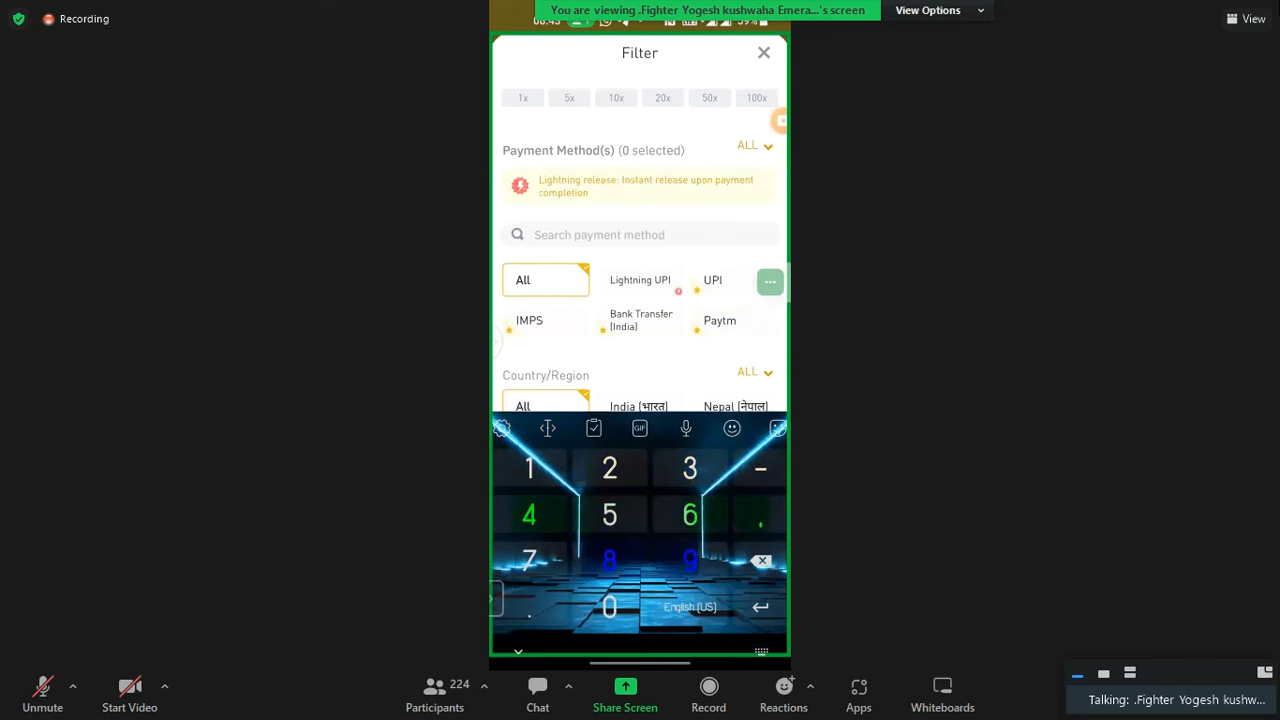 Recording
You are viewing .Fighter Yogesh kushwaha Emera...'s screen
View Options
View
08:43
59%
Filter
1x 5x 10x 20x 50x 100x
Payment Method(s) (0 selected)
ALL
Lightning release: Instant release upon payment
completion
Search payment method
All
Lightning UPI
UPI
IMPS
Bank Transfer
(India)
Paytm
Country/Region
ALL
All
India (भारत)
Nepal (नेपाल)
GIF
1 2 3 -
4 5 6 .
7 8 9
. 0 English (US)
Unmute
Start Video
224
Participants
Chat
Share Screen
Record
Reactions
Apps
Whiteboards
Talking: .Fighter Yogesh kushw...